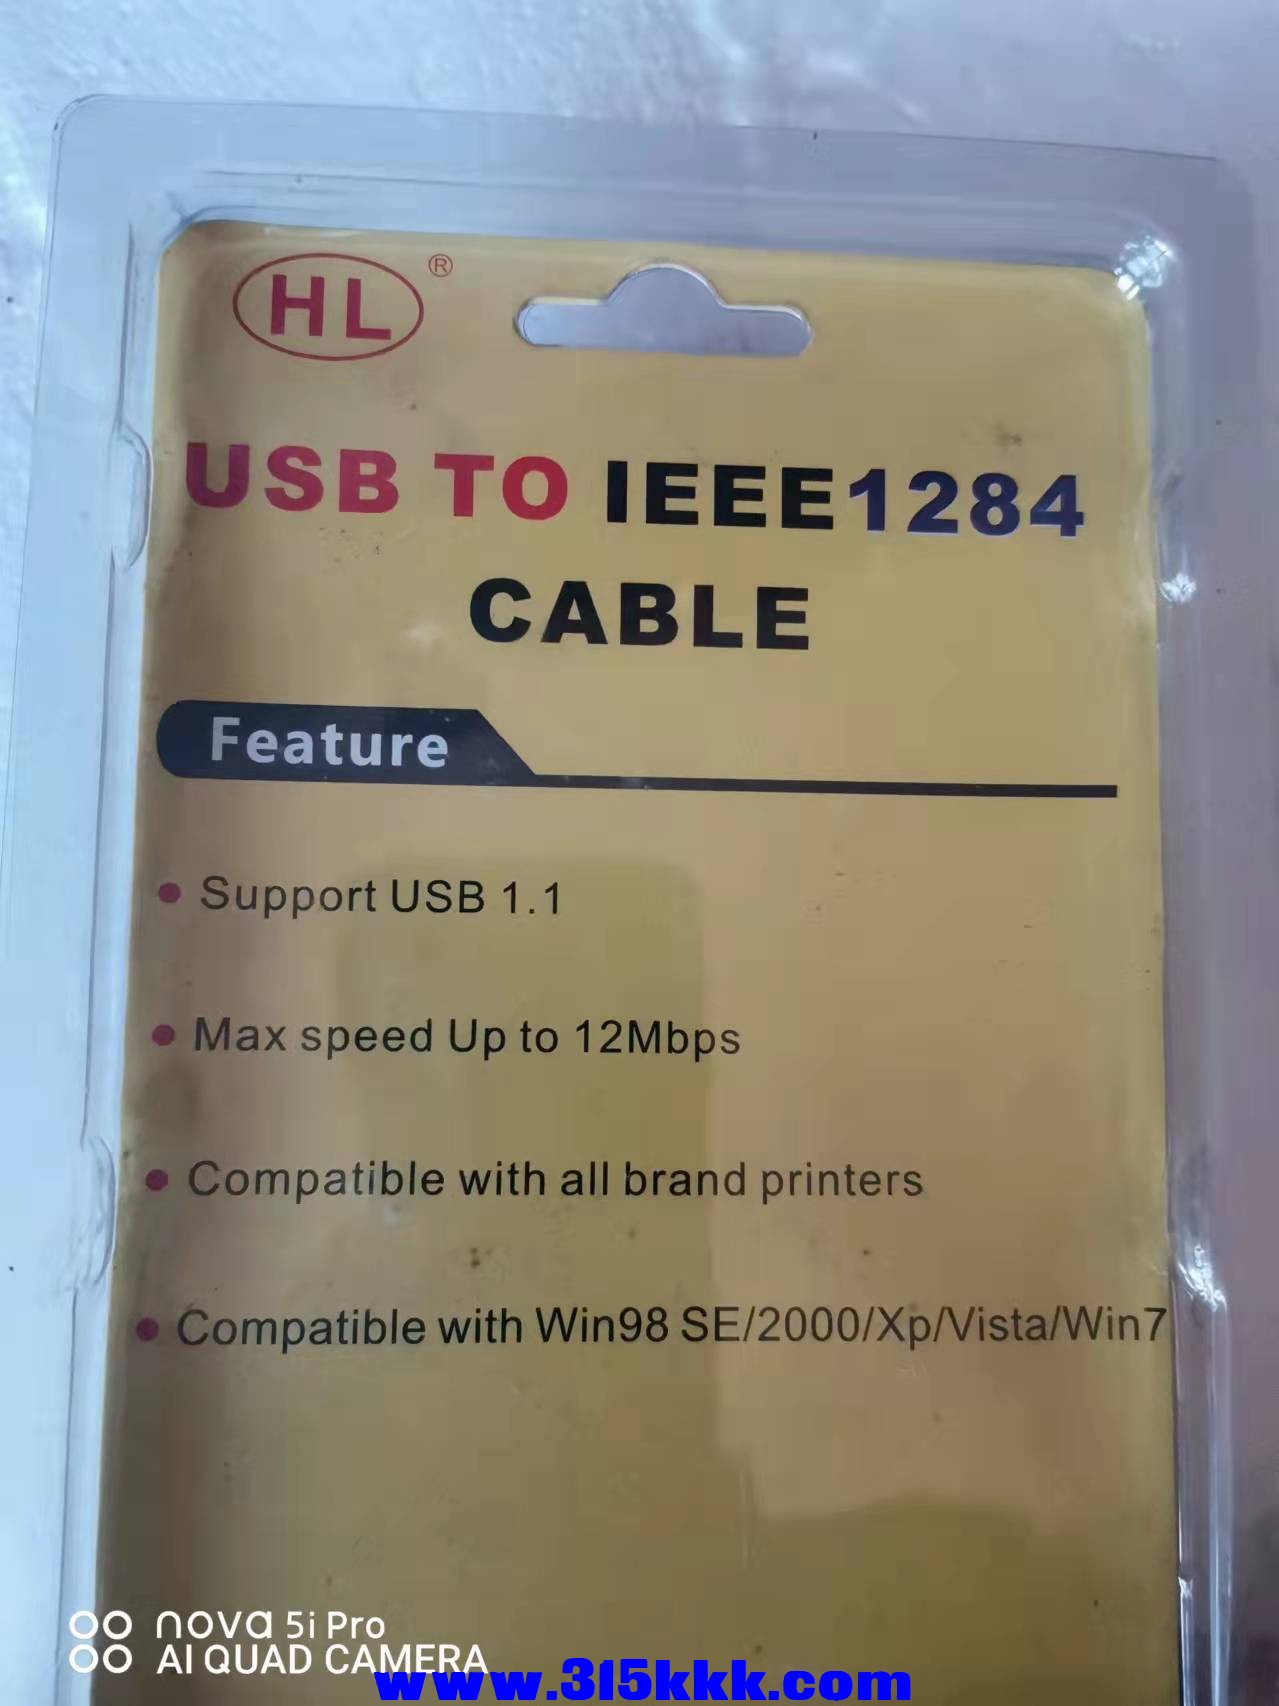 HL ®
USB TO IEEE1284
CABLE
Feature
• Support USB 1.1
• Max speed Up to 12Mbps
• Compatible with all brand printers
• Compatible with Win98 SE/2000/Xp/Vista/Win7
nova 5i Pro
AI QUAD CAMERA
www.315kkk.com